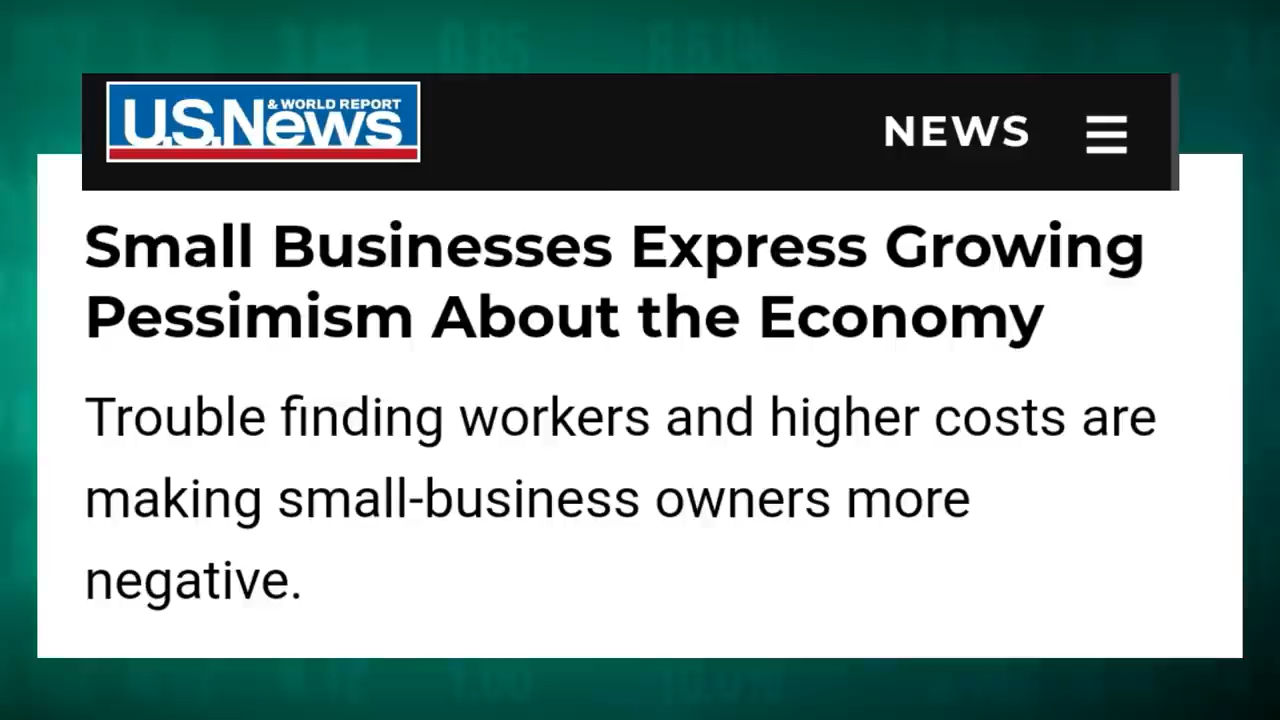 U.S.News & WORLD REPORT
NEWS
Small Businesses Express Growing
Pessimism About the Economy
Trouble finding workers and higher costs are
making small-business owners more
negative.